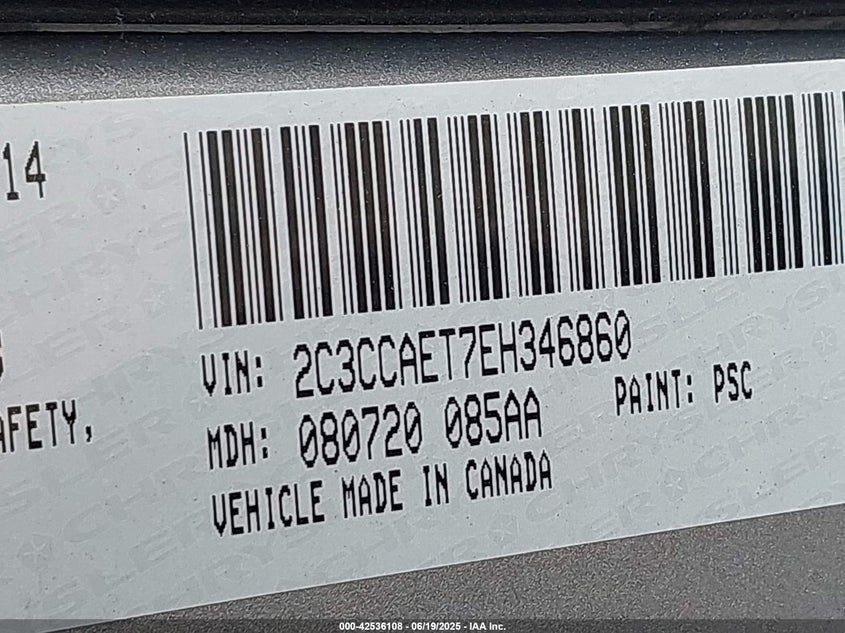 14
VIN: 2C3CCAET7EH346860
AFETY,
MDH: 080720 085AA PAINT: PSC
VEHICLE MADE IN CANADA
000-42536108 - 06/19/2025 - IAA Inc.